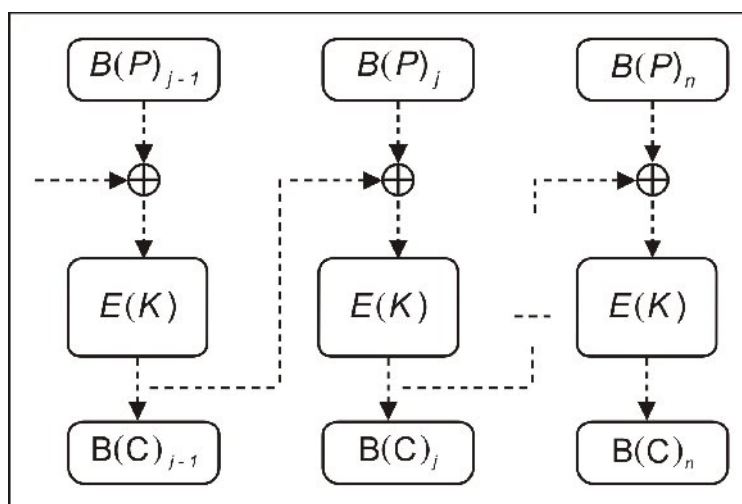 B(P)j-1 B(P)j B(P)n
E(K) E(K) E(K)
B(C)j-1 B(C)j B(C)n